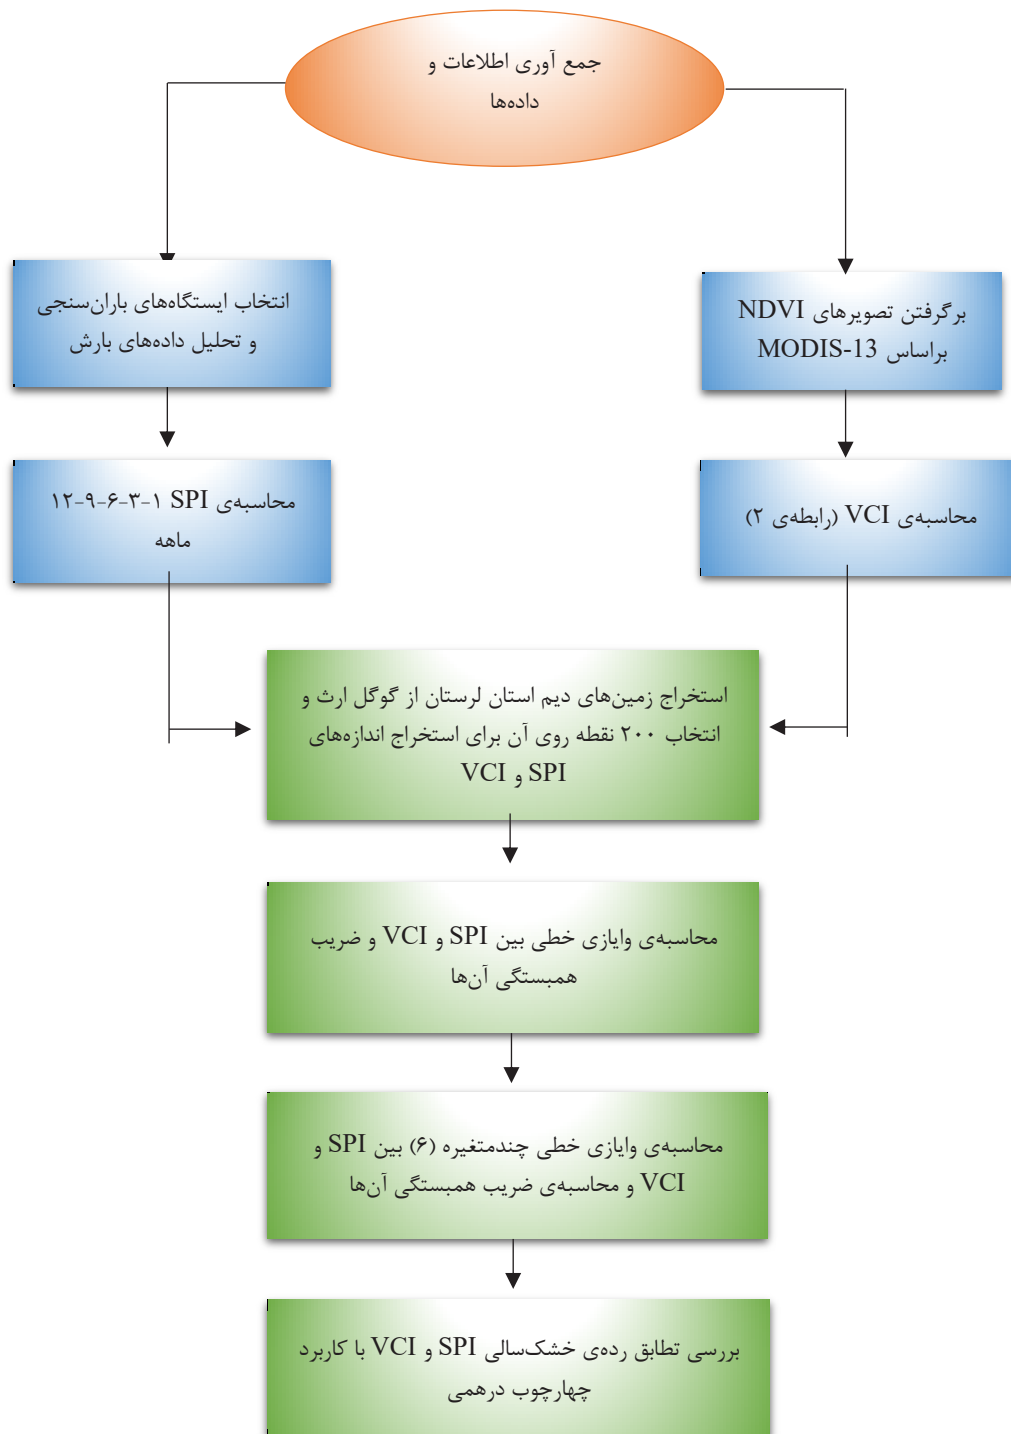 جمع آوری اطلاعات و
داده‌ها
انتخاب ایستگاه‌های باران‌سنجی
و تحلیل داده‌های بارش
برگرفتن تصویرهای NDVI
براساس MODIS-13
محاسبه‌ی SPI ۱-۳-۶-۹-۱۲
ماهه
محاسبه‌ی VCI (رابطه‌ی ۲)
استخراج زمین‌های دیم استان لرستان از گوگل ارث و
انتخاب ۲۰۰ نقطه روی آن برای استخراج اندازه‌های
SPI و VCI
محاسبه‌ی وایازی خطی بین SPI و VCI و ضریب
همبستگی آن‌ها
محاسبه‌ی وایازی خطی چندمتغیره (۶) بین SPI و
VCI و محاسبه‌ی ضریب همبستگی آن‌ها
بررسی تطابق رده‌ی خشک‌سالی SPI و VCI با کاربرد
چهارچوب درهمی